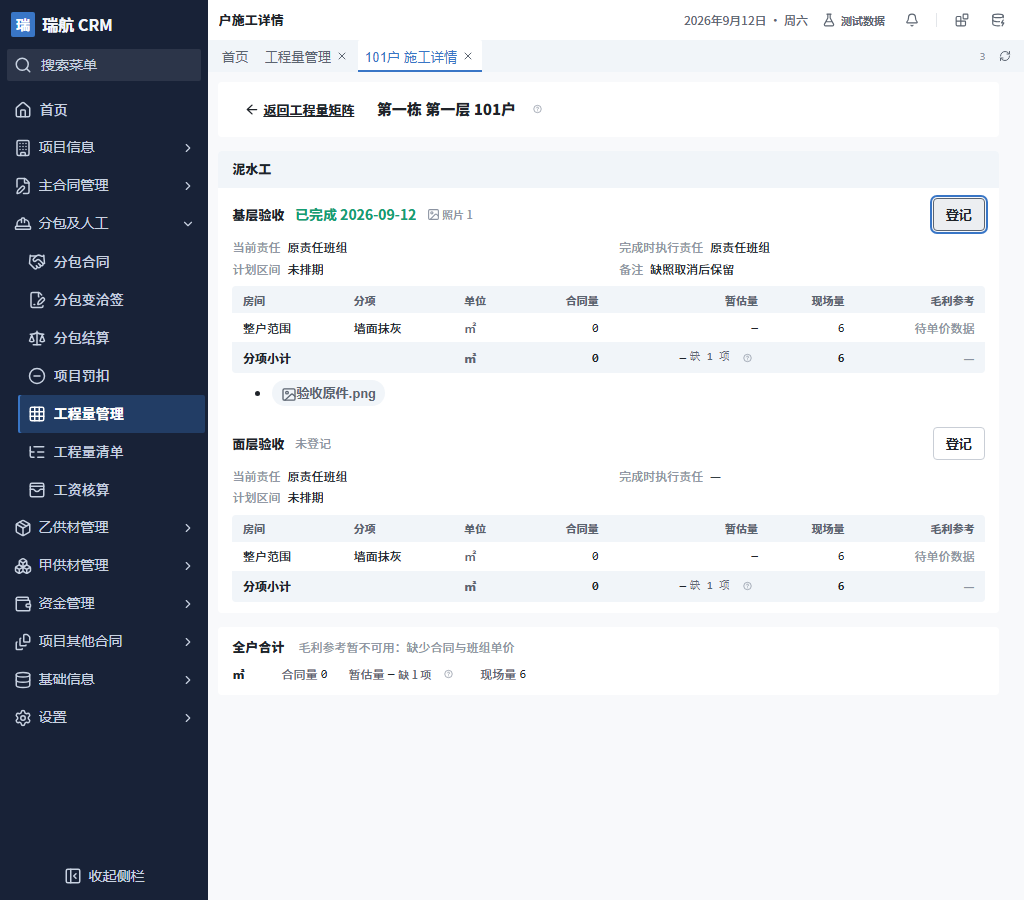 瑞 瑞航 CRM
搜索菜单
首页
项目信息
主合同管理
分包及人工
分包合同
分包变洽签
分包结算
项目罚扣
工程量管理
工程量清单
工资核算
乙供材管理
甲供材管理
资金管理
项目其他合同
基础信息
设置
收起侧栏
户施工详情 2026年9月12日 · 周六 测试数据
首页 工程量管理 × 101户 施工详情 × 3
← 返回工程量矩阵 第一栋 第一层 101户
泥水工
基层验收 已完成 2026-09-12 照片 1 登记
当前责任 原责任班组 完成时执行责任 原责任班组
计划区间 未排期 备注 缺照取消后保留
房间 分项 单位 合同量 暂估量 现场量 毛利参考
整户范围 墙面抹灰 ㎡ 0 — 6 待单价数据
分项小计 ㎡ 0 — 缺 1 项 6 —
• 验收原件.png
面层验收 未登记 登记
当前责任 原责任班组 完成时执行责任 —
计划区间 未排期
房间 分项 单位 合同量 暂估量 现场量 毛利参考
整户范围 墙面抹灰 ㎡ 0 — 6 待单价数据
分项小计 ㎡ 0 — 缺 1 项 6 —
全户合计 毛利参考暂不可用：缺少合同与班组单价
㎡ 合同量 0 暂估量 — 缺 1 项 现场量 6